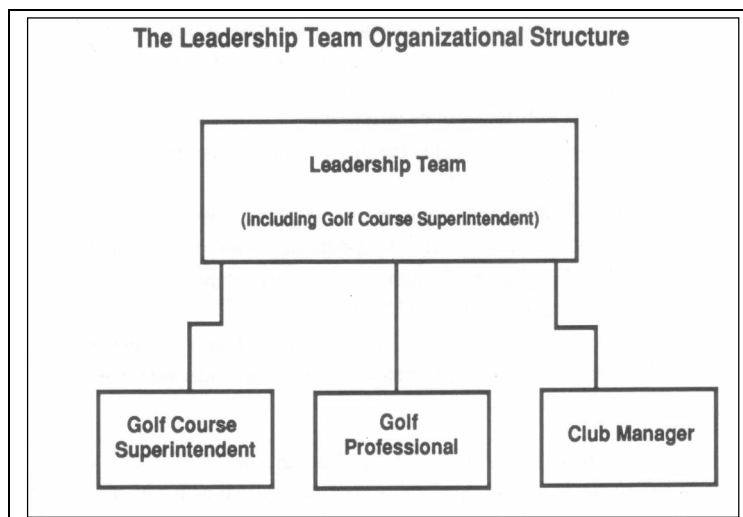 The Leadership Team Organizational Structure
Leadership Team
(including Golf Course Superintendent)
Golf Course
Superintendent
Golf
Professional
Club Manager